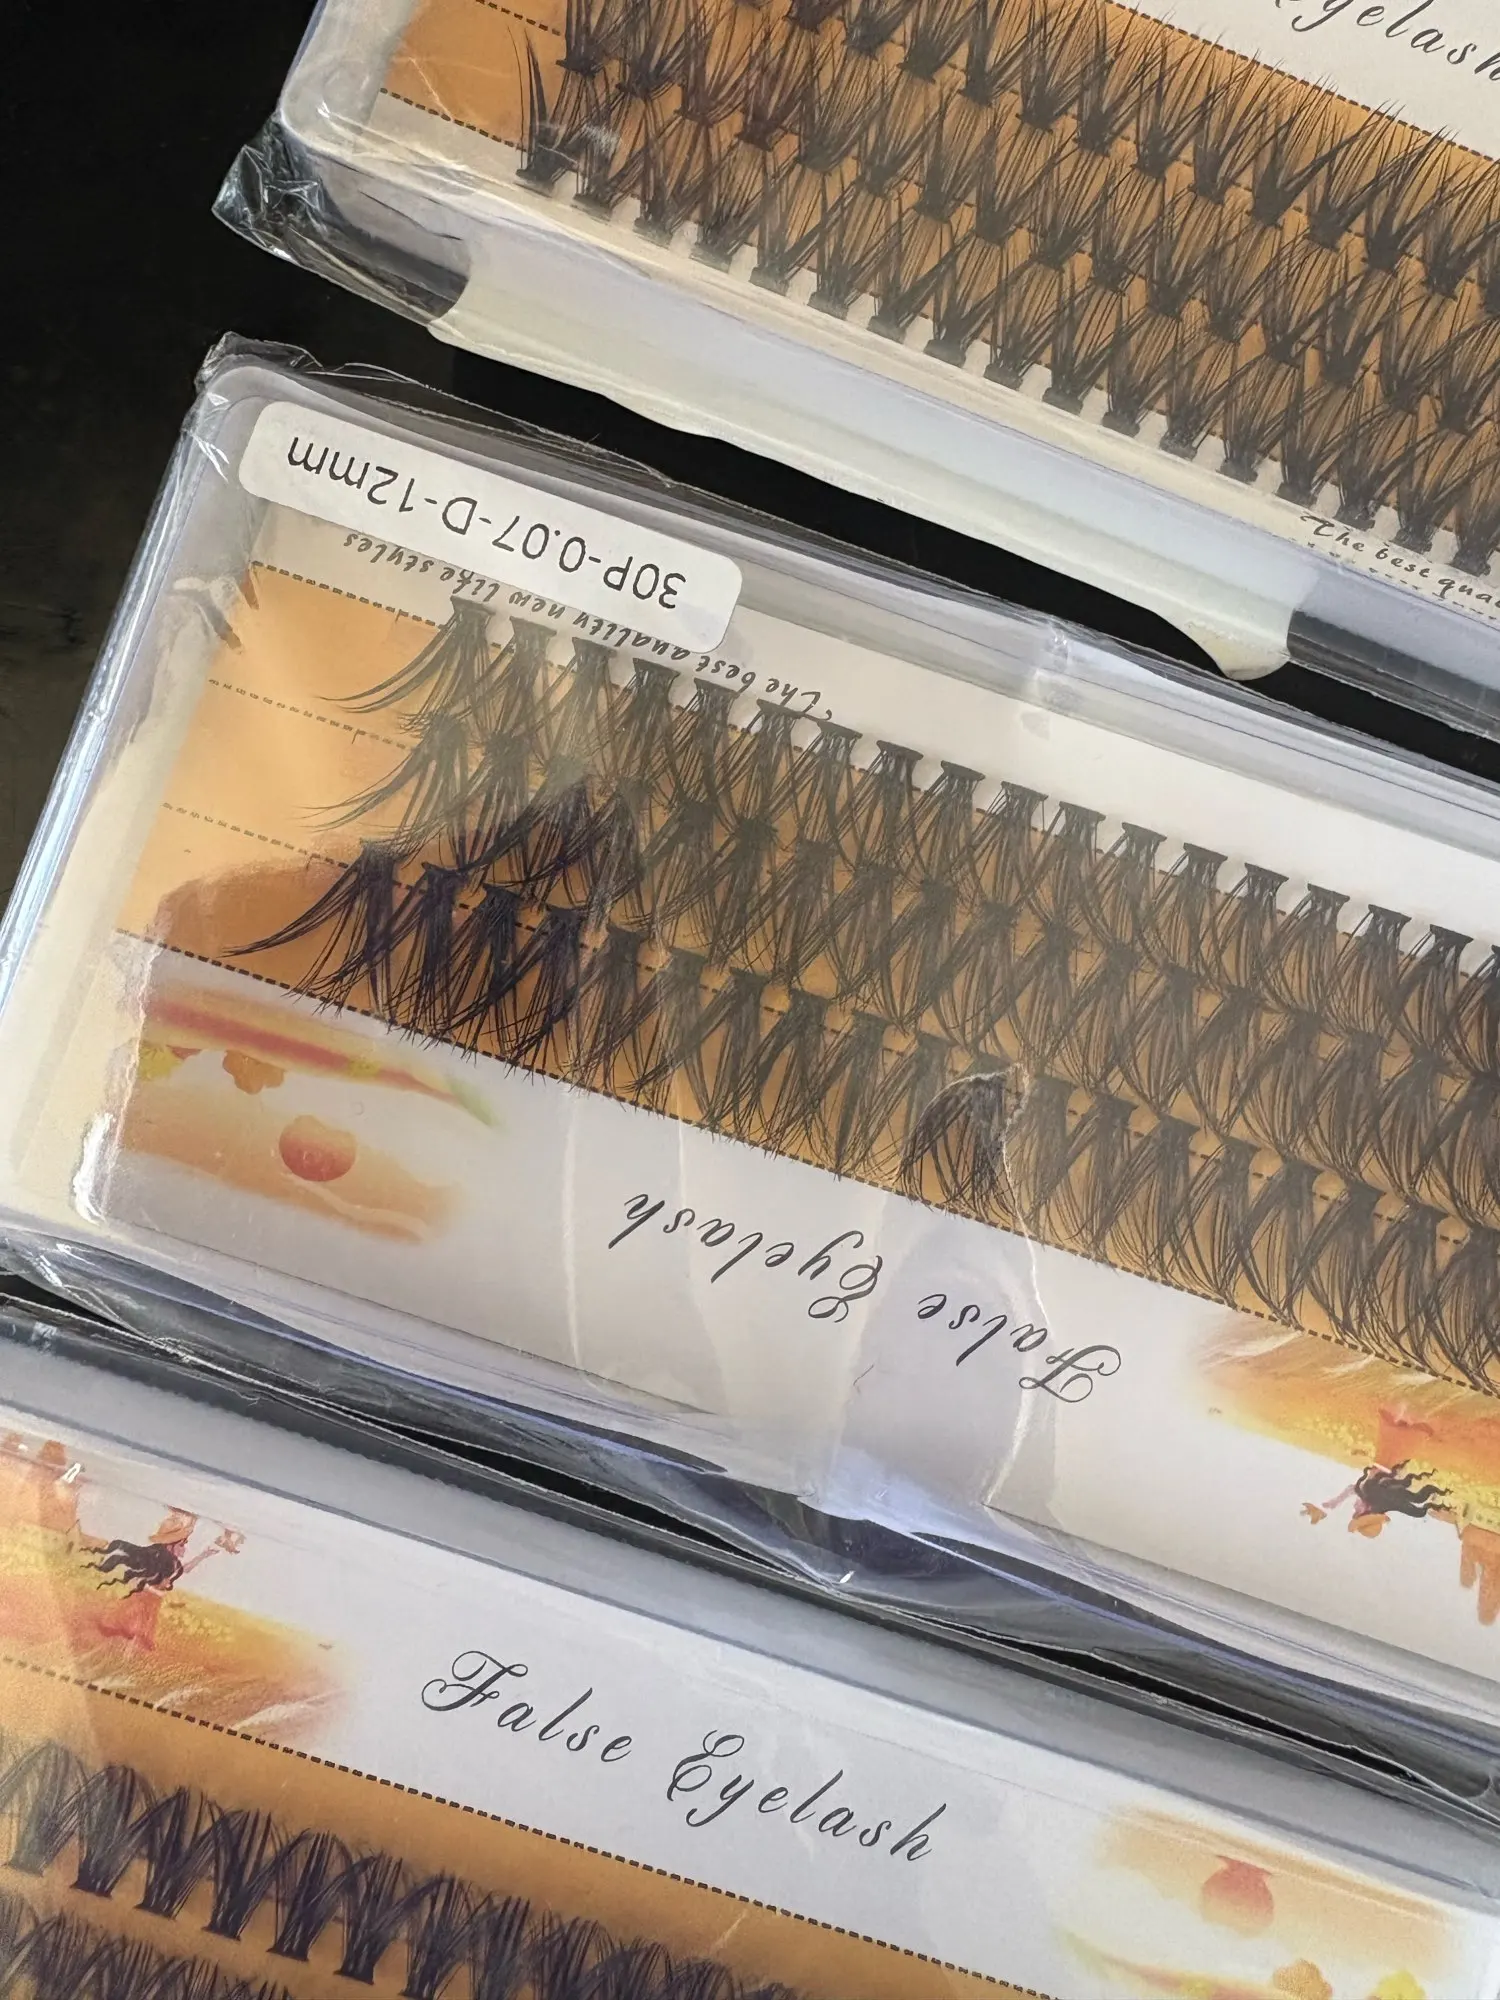 Eyelash
The best qua
30P-0.07-D-12mm
The best quality new like styles
False Eyelash
False Eyelash